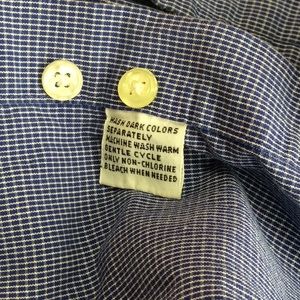 WASH DARK COLORS
SEPARATELY
MACHINE WASH WARM
GENTLE CYCLE
ONLY NON-CHLORINE
BLEACH WHEN NEEDED